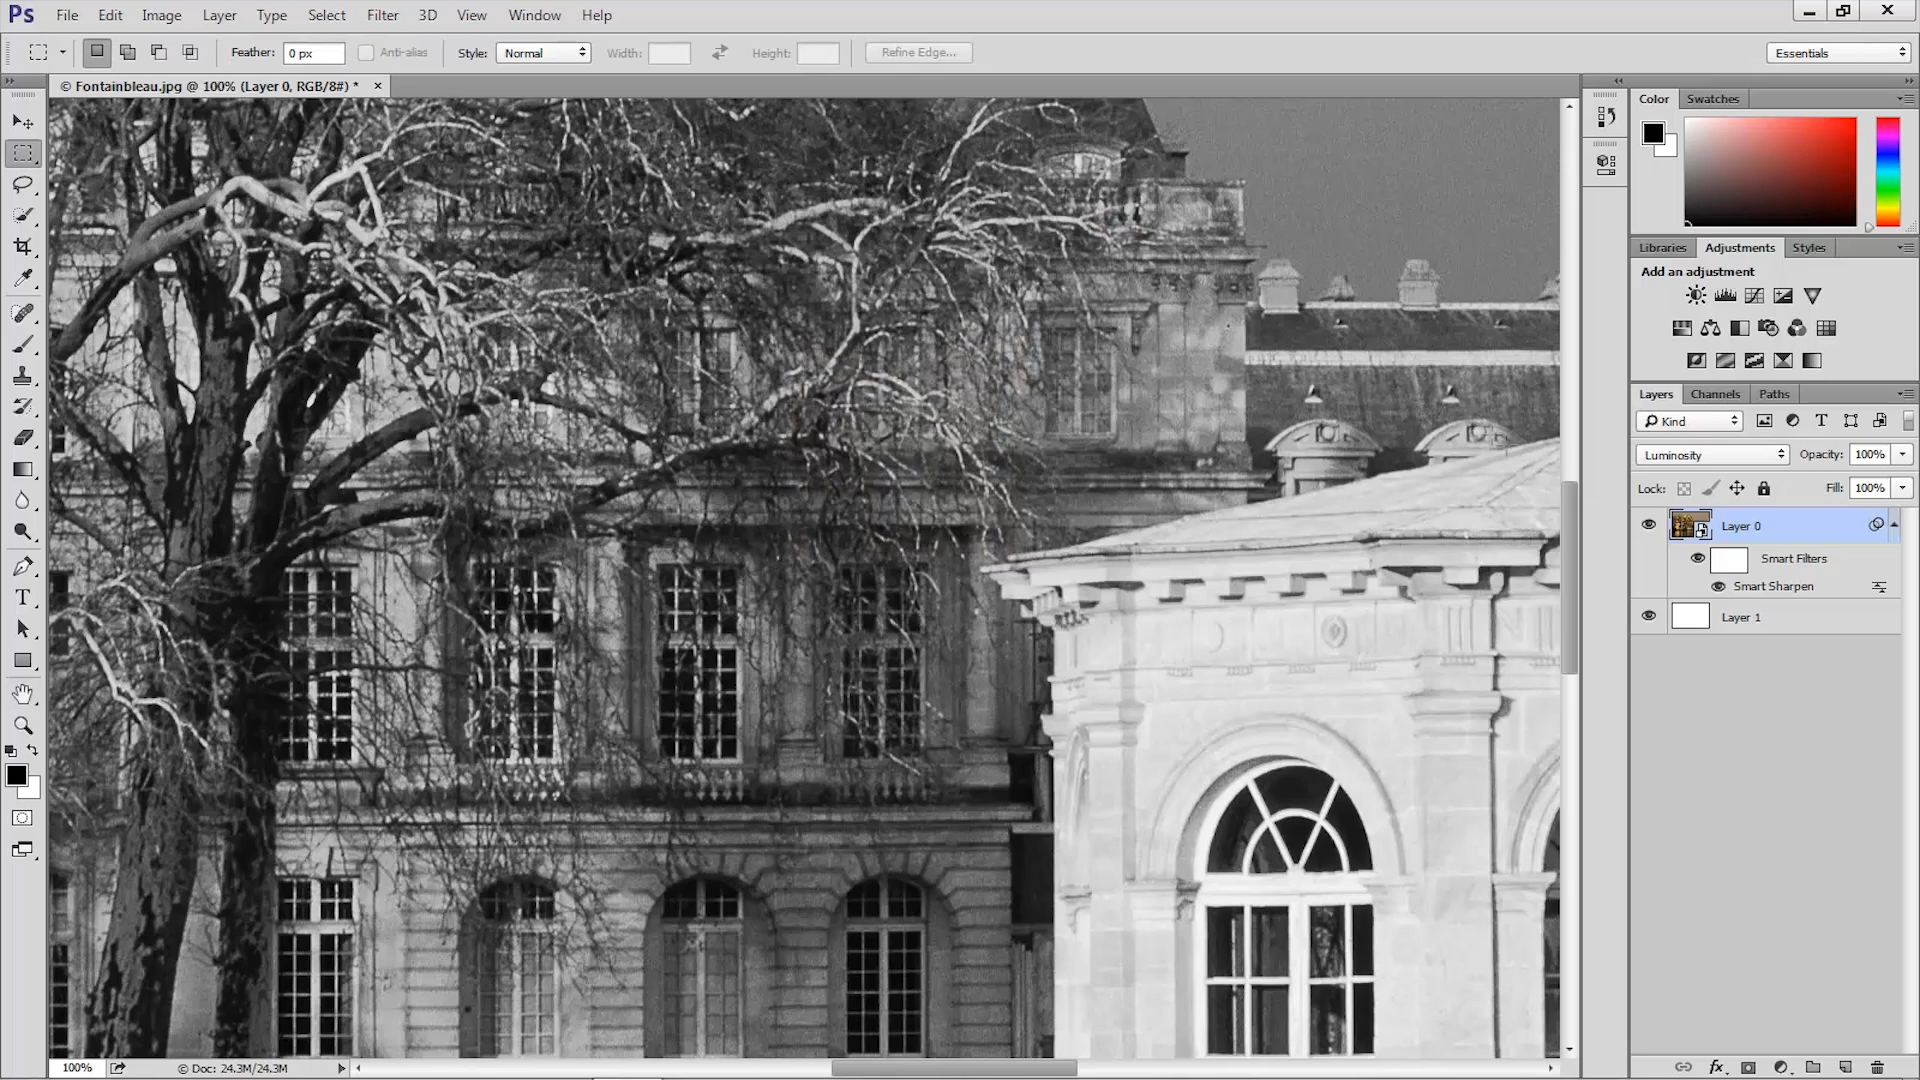 Ps File Edit Image Layer Type Select Filter 3D View Window Help
Feather: 0 px Anti-alias Style: Normal Width: Height: Refine Edge... Essentials
© Fontainbleau.jpg @ 100% (Layer 0, RGB/8#) * ×
Color Swatches
Libraries Adjustments Styles
Add an adjustment
Layers Channels Paths
Kind
Luminosity Opacity: 100%
Lock: Fill: 100%
Layer 0
Smart Filters
Smart Sharpen
Layer 1
100% © Doc: 24.3M/24.3M
fx